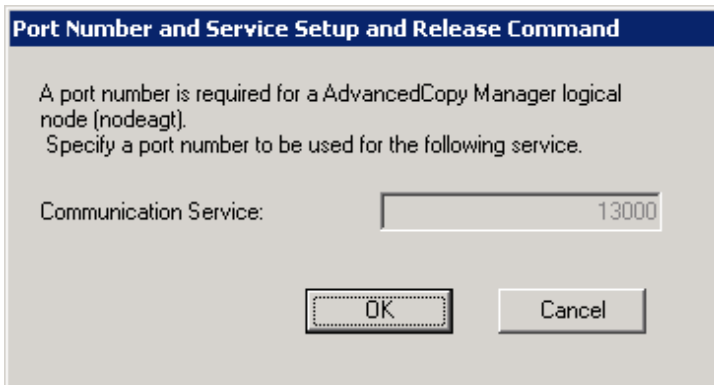 Port Number and Service Setup and Release Command
A port number is required for a AdvancedCopy Manager logical
node (nodeagt).
Specify a port number to be used for the following service.
Communication Service:
13000
OK
Cancel